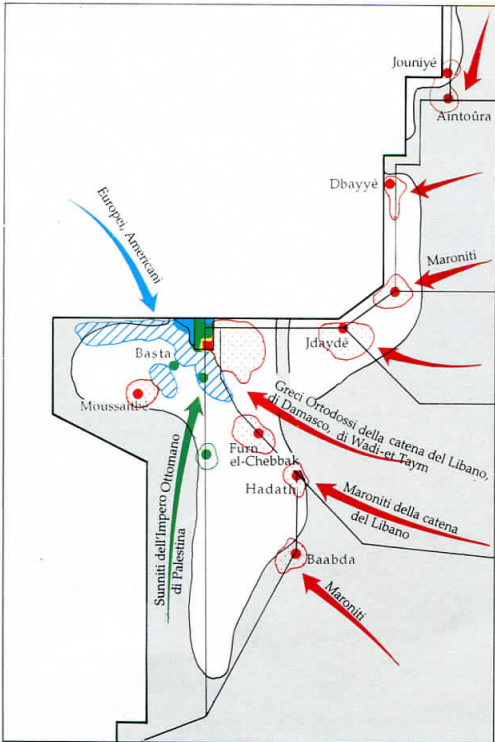 Jouniyé
Aintoûra
Dbayyé
Europei, Americani
Maroniti
Jdaydé
Basta
Moussaïtbé
Greci Ortodossi della catena del Libano,
di Damasco, di Wadi-et Taym
Furn
el-Chebbak
Hadath
Maroniti della catena
del Libano
Sunniti dell'Impero Ottomano
di Palestina
Baabda
Maroniti